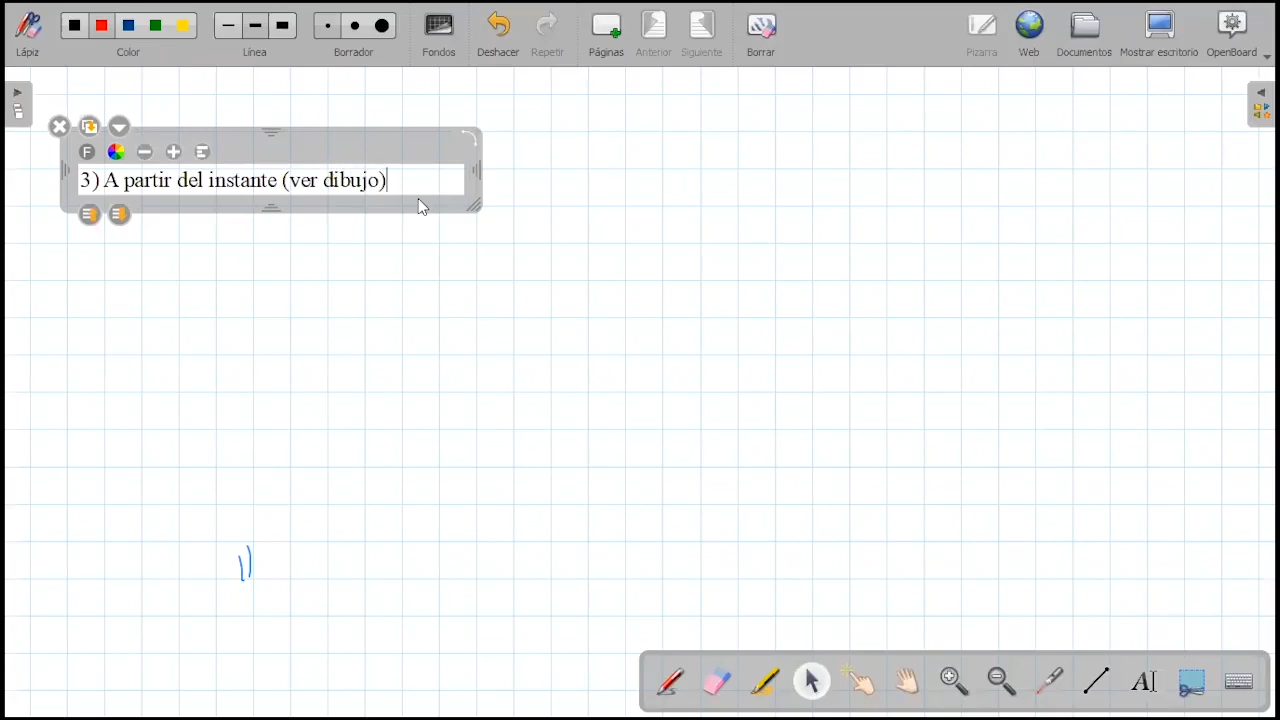 Lápiz Color Línea Borrador Fondos Deshacer Repetir Páginas Anterior Siguiente Borrar Pizarra Web Documentos Mostrar escritorio OpenBoard
F
3) A partir del instante (ver dibujo)
AI